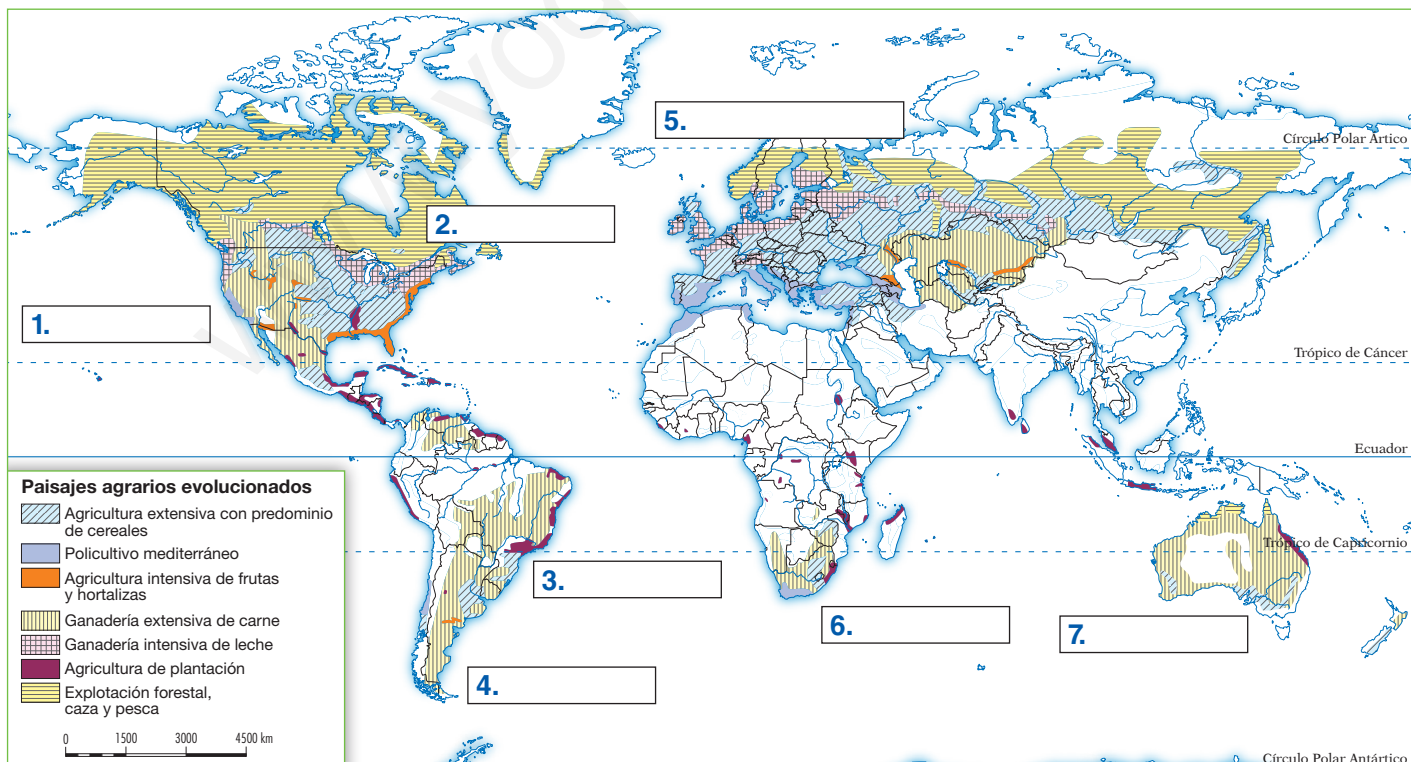 5.
Círculo Polar Ártico
2.
1.
Trópico de Cáncer
Ecuador
Paisajes agrarios evolucionados
Agricultura extensiva con predominio
de cereales
Policultivo mediterráneo
Agricultura intensiva de frutas
y hortalizas
Ganadería extensiva de carne
Ganadería intensiva de leche
Agricultura de plantación
Explotación forestal,
caza y pesca
0 1500 3000 4500 km
Trópico de Capricornio
3.
6.
7.
4.
Círculo Polar Antártico